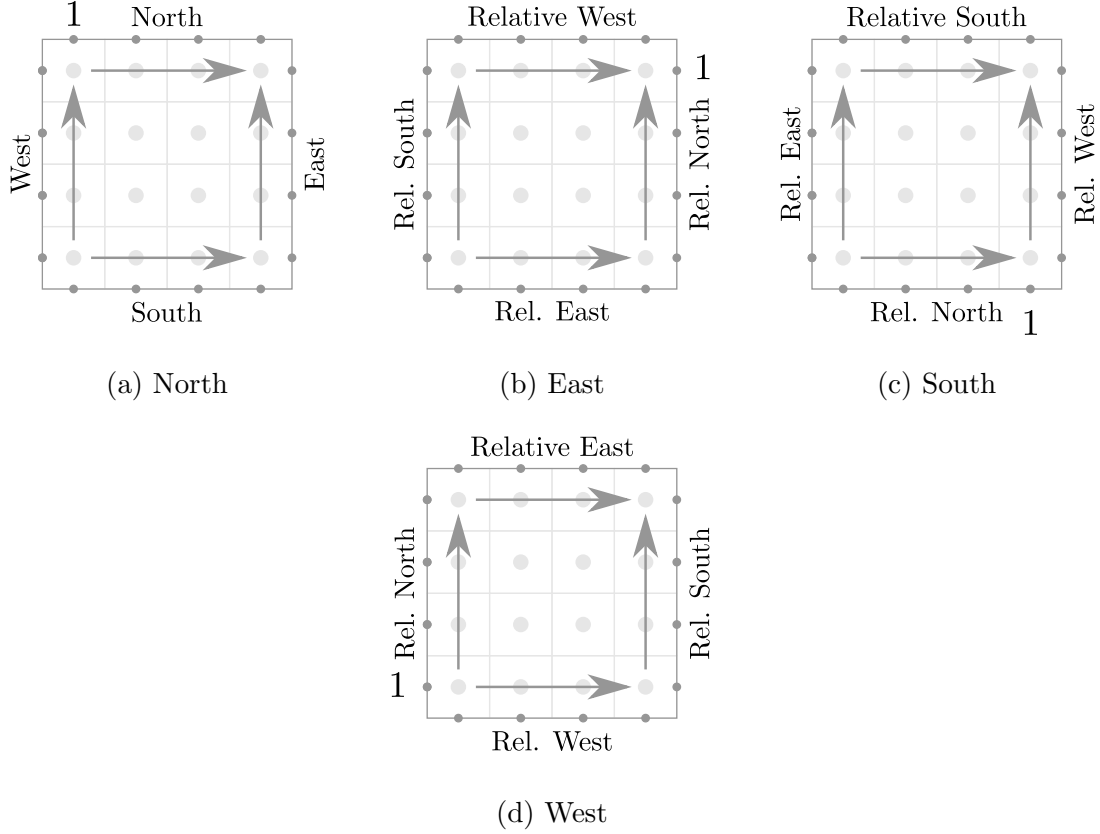 1 North
West
East
South
(a) North
Relative West
1
Rel. South
Rel. North
Rel. East
(b) East
Relative South
Rel. East
Rel. West
Rel. North 1
(c) South
Relative East
Rel. North
Rel. South
1
Rel. West
(d) West